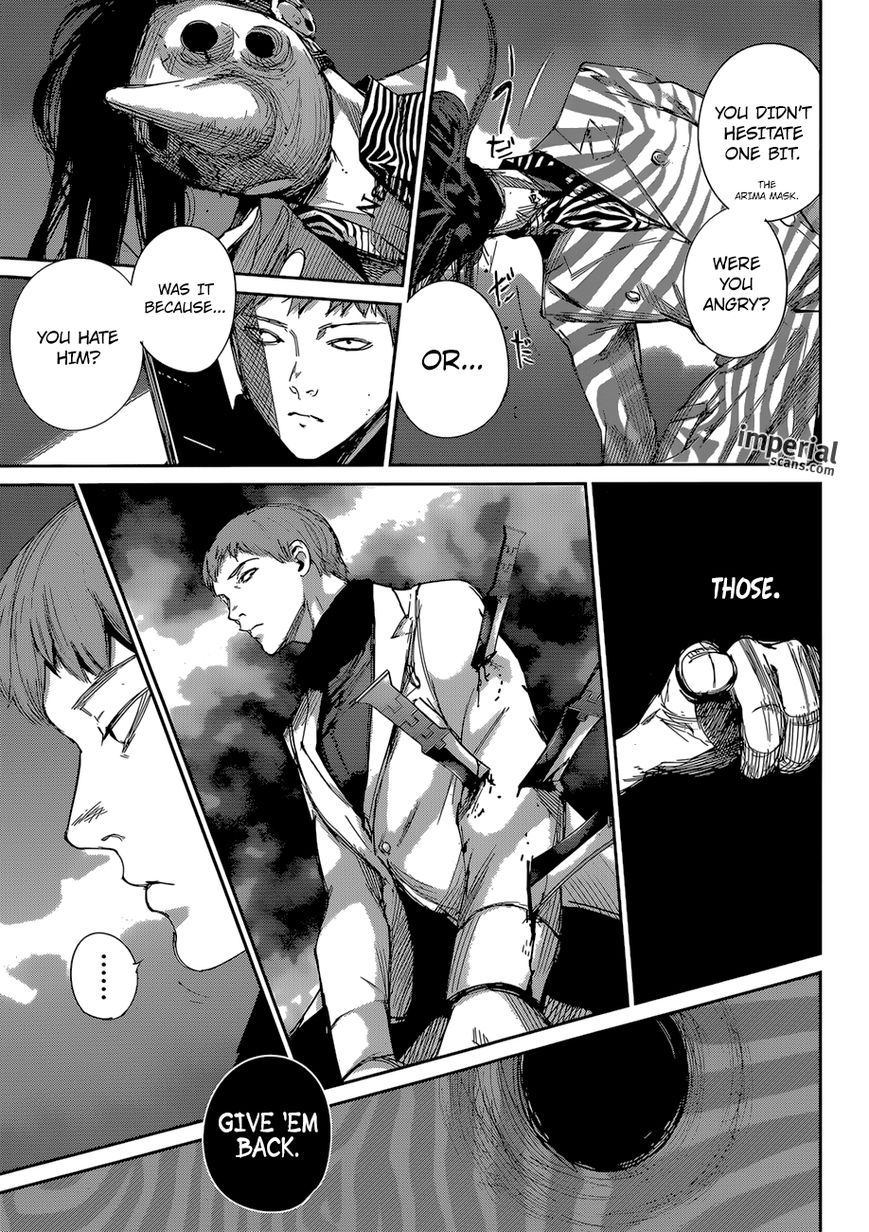 YOU DIDN'T
HESITATE
ONE BIT.
THE
ARIMA MASK.
WERE
YOU
ANGRY?
OR...
WAS IT
BECAUSE...
YOU HATE
HIM?
imperial
scans.com
THOSE.
......
GIVE 'EM
BACK.